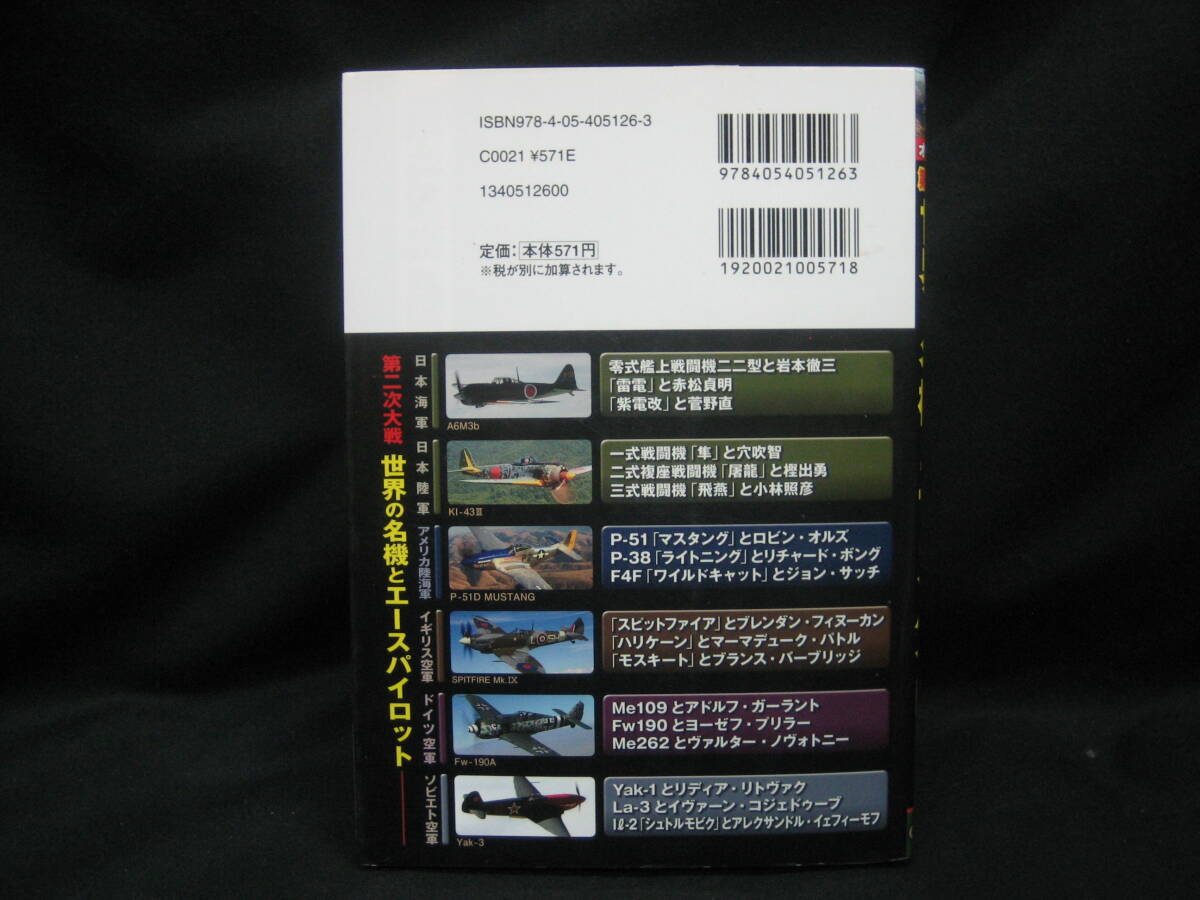 ISBN978-4-05-405126-3
C0021 ¥571E
1340512600
定価：本体571円
※税が別に加算されます。
9784054051263
1920021005718
第二次大戦 世界の名機とエースパイロット
日本海軍
A6M3b
零式艦上戦闘機二二型と岩本徹三
「雷電」と赤松貞明
「紫電改」と菅野直
日本陸軍
KI-43Ⅲ
一式戦闘機「隼」と穴吹智
二式複座戦闘機「屠龍」と樫出勇
三式戦闘機「飛燕」と小林照彦
アメリカ陸海軍
P-51D MUSTANG
P-51「マスタング」とロビン・オルズ
P-38「ライトニング」とリチャード・ボング
F4F「ワイルドキャット」とジョン・サッチ
イギリス空軍
SPITFIRE Mk.IX
「スピットファイア」とブレンダン・フィヌーカン
「ハリケーン」とマーマデューク・パトル
「モスキート」とブランス・バーブリッジ
ドイツ空軍
Fw-190A
Me109とアドルフ・ガーラント
Fw190とヨーゼフ・プリラー
Me262とヴァルター・ノヴォトニー
ソビエト空軍
Yak-3
Yak-1とリディア・リトヴァク
La-3とイヴァーン・コジェドゥーブ
Iℓ-2「シュトルモビク」とアレクサンドル・イェフィーモフ